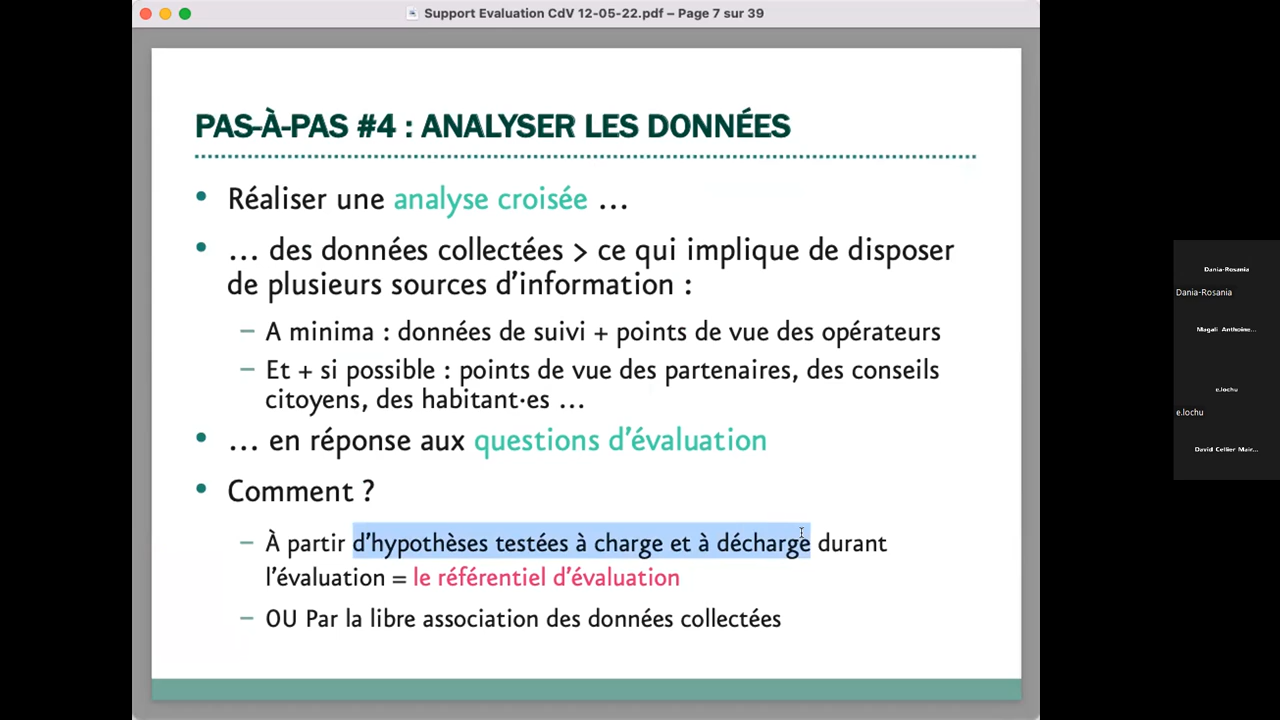 Support Evaluation CdV 12-05-22.pdf – Page 7 sur 39
PAS-À-PAS #4 : ANALYSER LES DONNÉES
• Réaliser une analyse croisée …
• … des données collectées > ce qui implique de disposer
de plusieurs sources d'information :
– A minima : données de suivi + points de vue des opérateurs
– Et + si possible : points de vue des partenaires, des conseils
citoyens, des habitant·es …
• … en réponse aux questions d'évaluation
• Comment ?
– À partir d'hypothèses testées à charge et à décharge durant
l'évaluation = le référentiel d'évaluation
– OU Par la libre association des données collectées
Dania-Rosania
Dania-Rosania
Magali Anthoine...
e.lochu
e.lochu
David Cellier Mair...